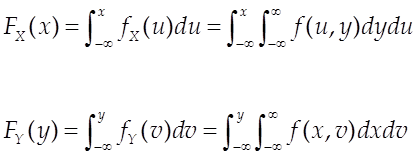 F_X(x) = ∫_{-∞}^{x} f_X(u)du = ∫_{-∞}^{x} ∫_{-∞}^{∞} f(u, y)dydu
F_Y(y) = ∫_{-∞}^{y} f_Y(v)dv = ∫_{-∞}^{y} ∫_{-∞}^{∞} f(x, v)dxdv